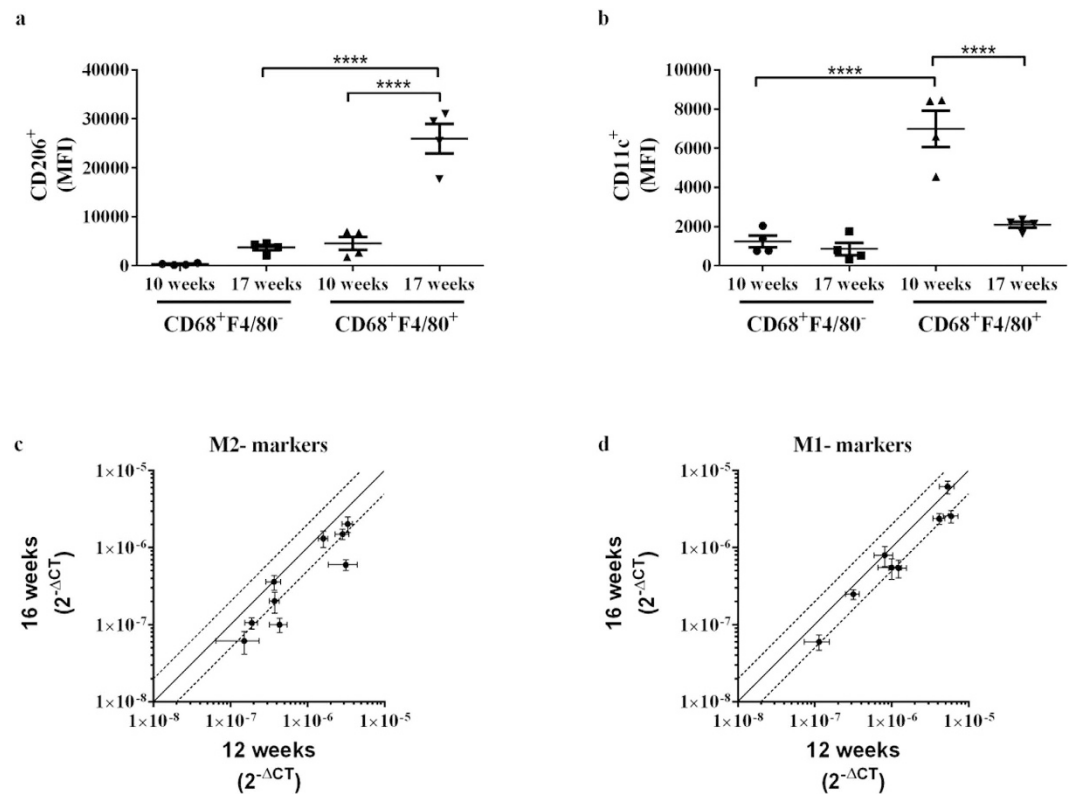 a
****
****
40000
30000
20000
10000
0
CD206⁺
(MFI)
10 weeks 17 weeks 10 weeks 17 weeks
CD68⁺F4/80⁻ CD68⁺F4/80⁺
b
****
****
10000
8000
6000
4000
2000
0
CD11c⁺
(MFI)
10 weeks 17 weeks 10 weeks 17 weeks
CD68⁺F4/80⁻ CD68⁺F4/80⁺
c
M2- markers
1×10⁻⁵
1×10⁻⁶
1×10⁻⁷
1×10⁻⁸
16 weeks
(2⁻ΔCT)
1×10⁻⁸ 1×10⁻⁷ 1×10⁻⁶ 1×10⁻⁵
12 weeks
(2⁻ΔCT)
d
M1- markers
1×10⁻⁵
1×10⁻⁶
1×10⁻⁷
1×10⁻⁸
16 weeks
(2⁻ΔCT)
1×10⁻⁸ 1×10⁻⁷ 1×10⁻⁶ 1×10⁻⁵
12 weeks
(2⁻ΔCT)